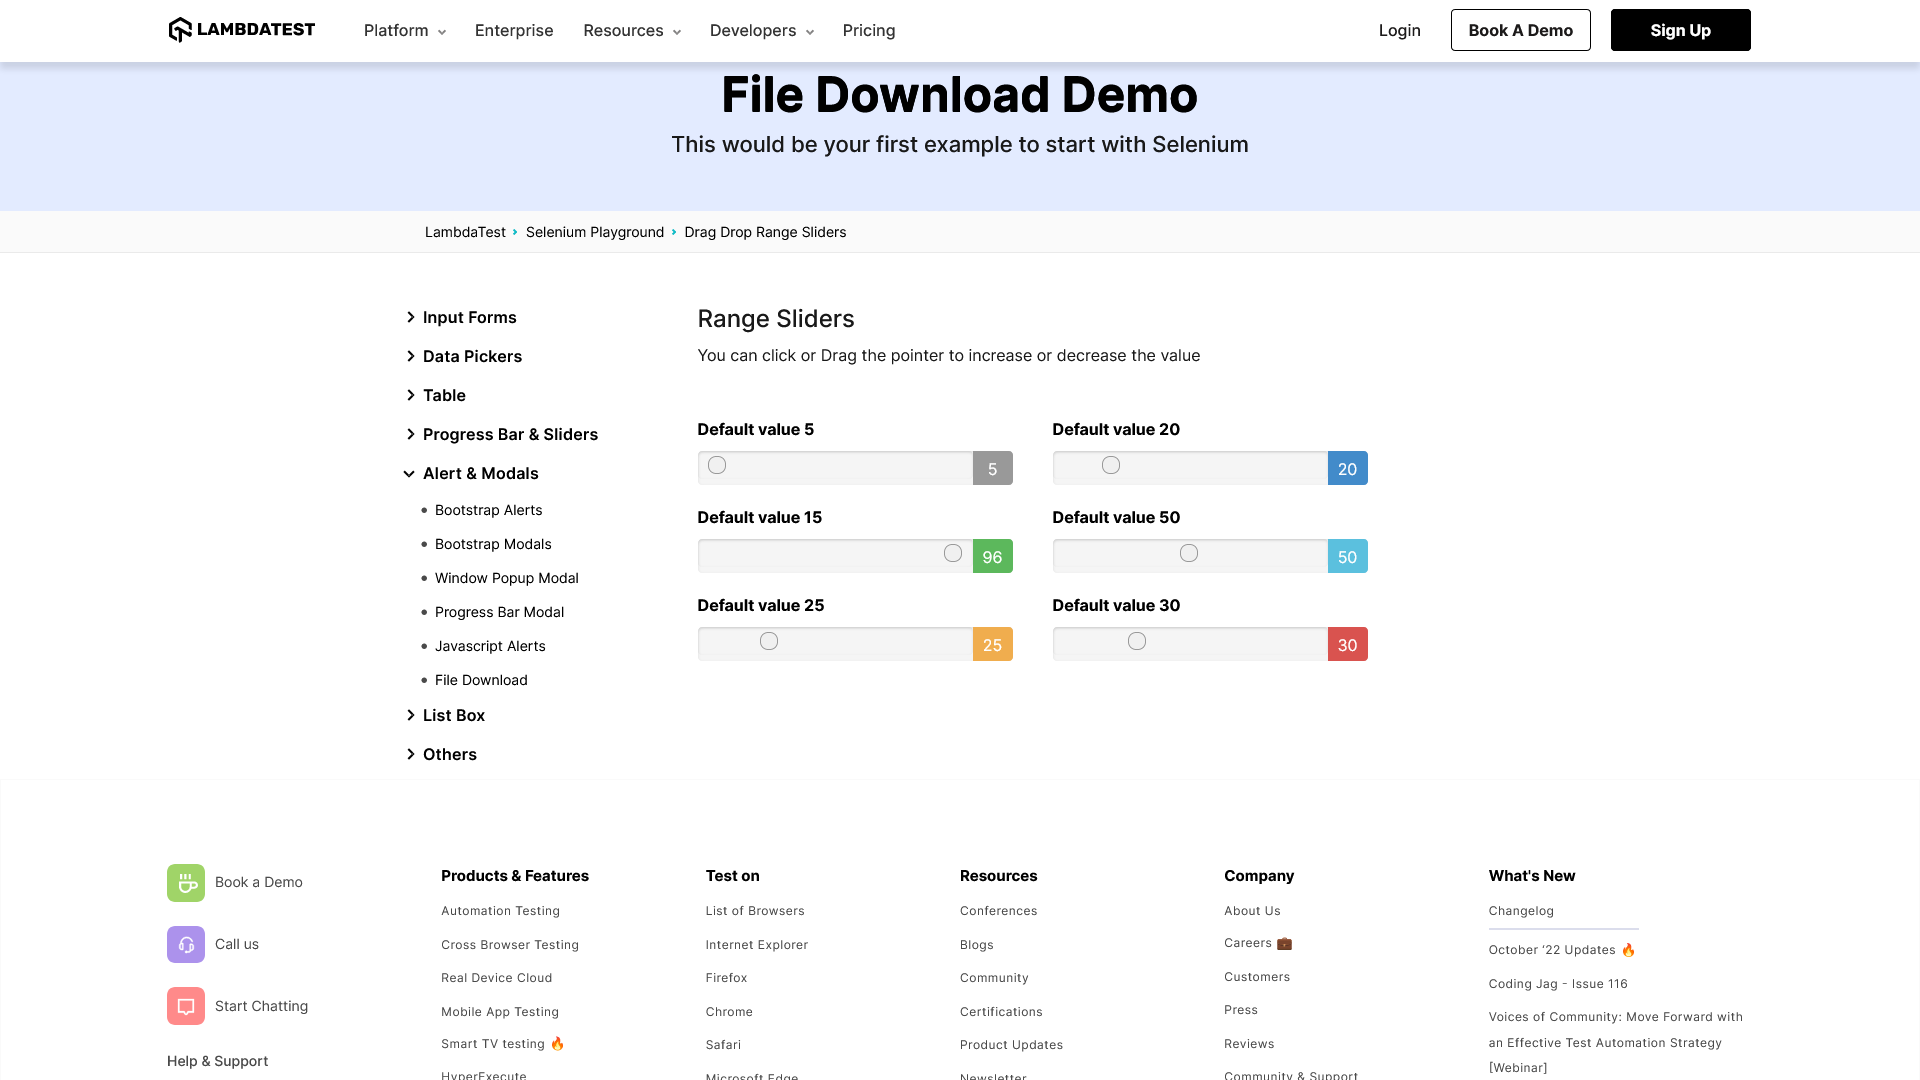 LAMBDATEST Platform Enterprise Resources Developers Pricing Login Book A Demo Sign Up
File Download Demo
This would be your first example to start with Selenium
LambdaTest Selenium Playground Drag Drop Range Sliders
Input Forms
Data Pickers
Table
Progress Bar & Sliders
Alert & Modals
Bootstrap Alerts
Bootstrap Modals
Window Popup Modal
Progress Bar Modal
Javascript Alerts
File Download
List Box
Others
Range Sliders
You can click or Drag the pointer to increase or decrease the value
Default value 5
5
Default value 20
20
Default value 15
96
Default value 50
50
Default value 25
25
Default value 30
30
Book a Demo
Call us
Start Chatting
Help & Support
Products & Features
Automation Testing
Cross Browser Testing
Real Device Cloud
Mobile App Testing
Smart TV testing 🔥
HyperExecute
Test on
List of Browsers
Internet Explorer
Firefox
Chrome
Safari
Microsoft Edge
Resources
Conferences
Blogs
Community
Certifications
Product Updates
Newsletter
Company
About Us
Careers 💼
Customers
Press
Reviews
Community & Support
What's New
Changelog
October ‘22 Updates 🔥
Coding Jag - Issue 116
Voices of Community: Move Forward with
an Effective Test Automation Strategy
[Webinar]